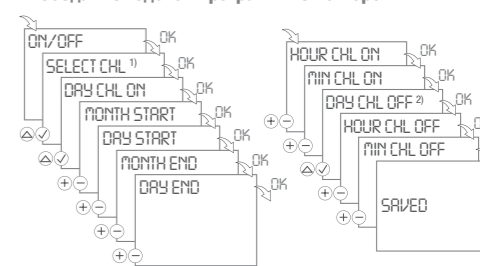 ON/OFF
OK
SELECT CHL 1)
OK
DAY CHL ON
OK
MONTH START
OK
DAY START
OK
MONTH END
OK
DAY END
OK
HOUR CHL ON
OK
MIN CHL ON
OK
DAY CHL OFF 2)
OK
HOUR CHL OFF
MIN CHL OFF
SAVED